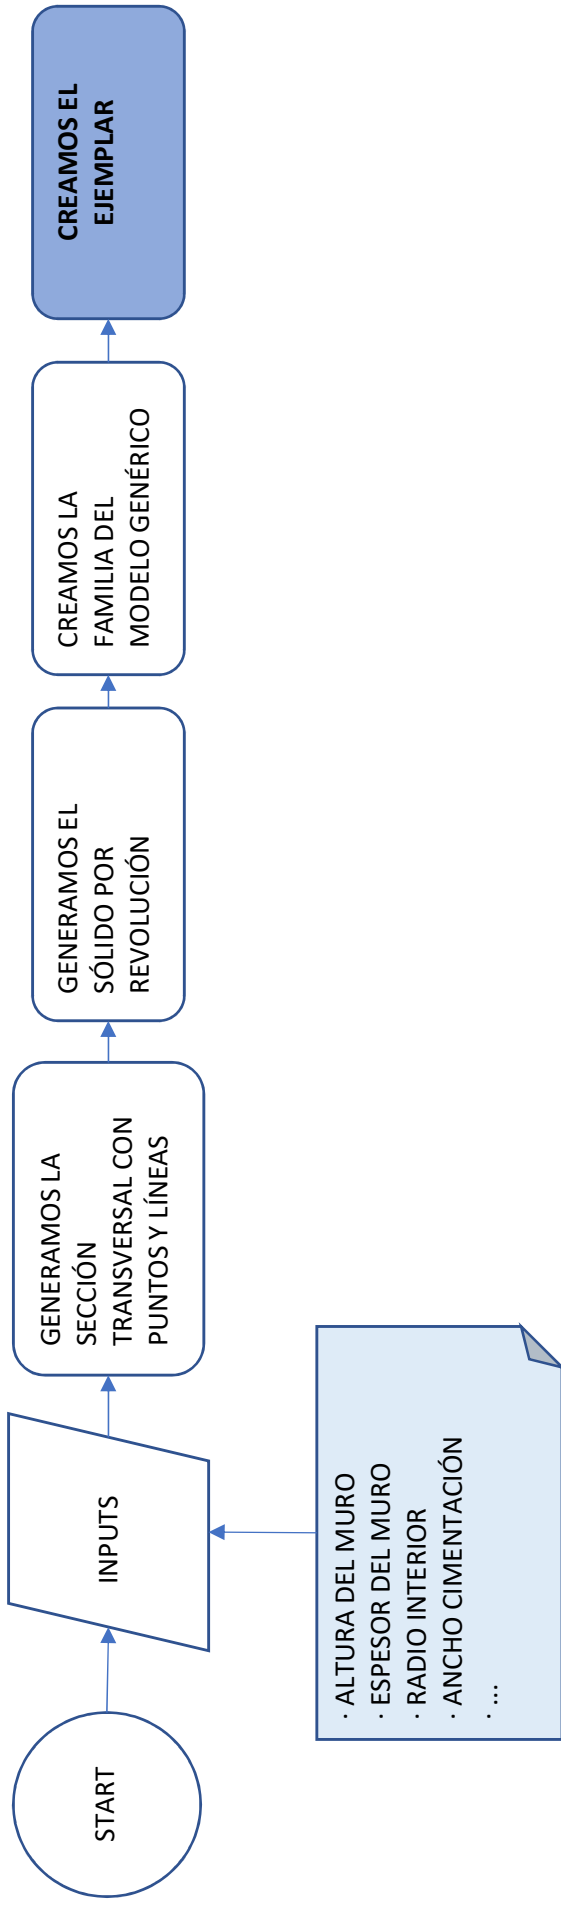 START
INPUTS
· ALTURA DEL MURO
· ESPESOR DEL MURO
· RADIO INTERIOR
· ANCHO CIMENTACIÓN
· ...
GENERAMOS LA
SECCIÓN
TRANSVERSAL CON
PUNTOS Y LÍNEAS
GENERAMOS EL
SÓLIDO POR
REVOLUCIÓN
CREAMOS LA
FAMILIA DEL
MODELO GENÉRICO
CREAMOS EL
EJEMPLAR